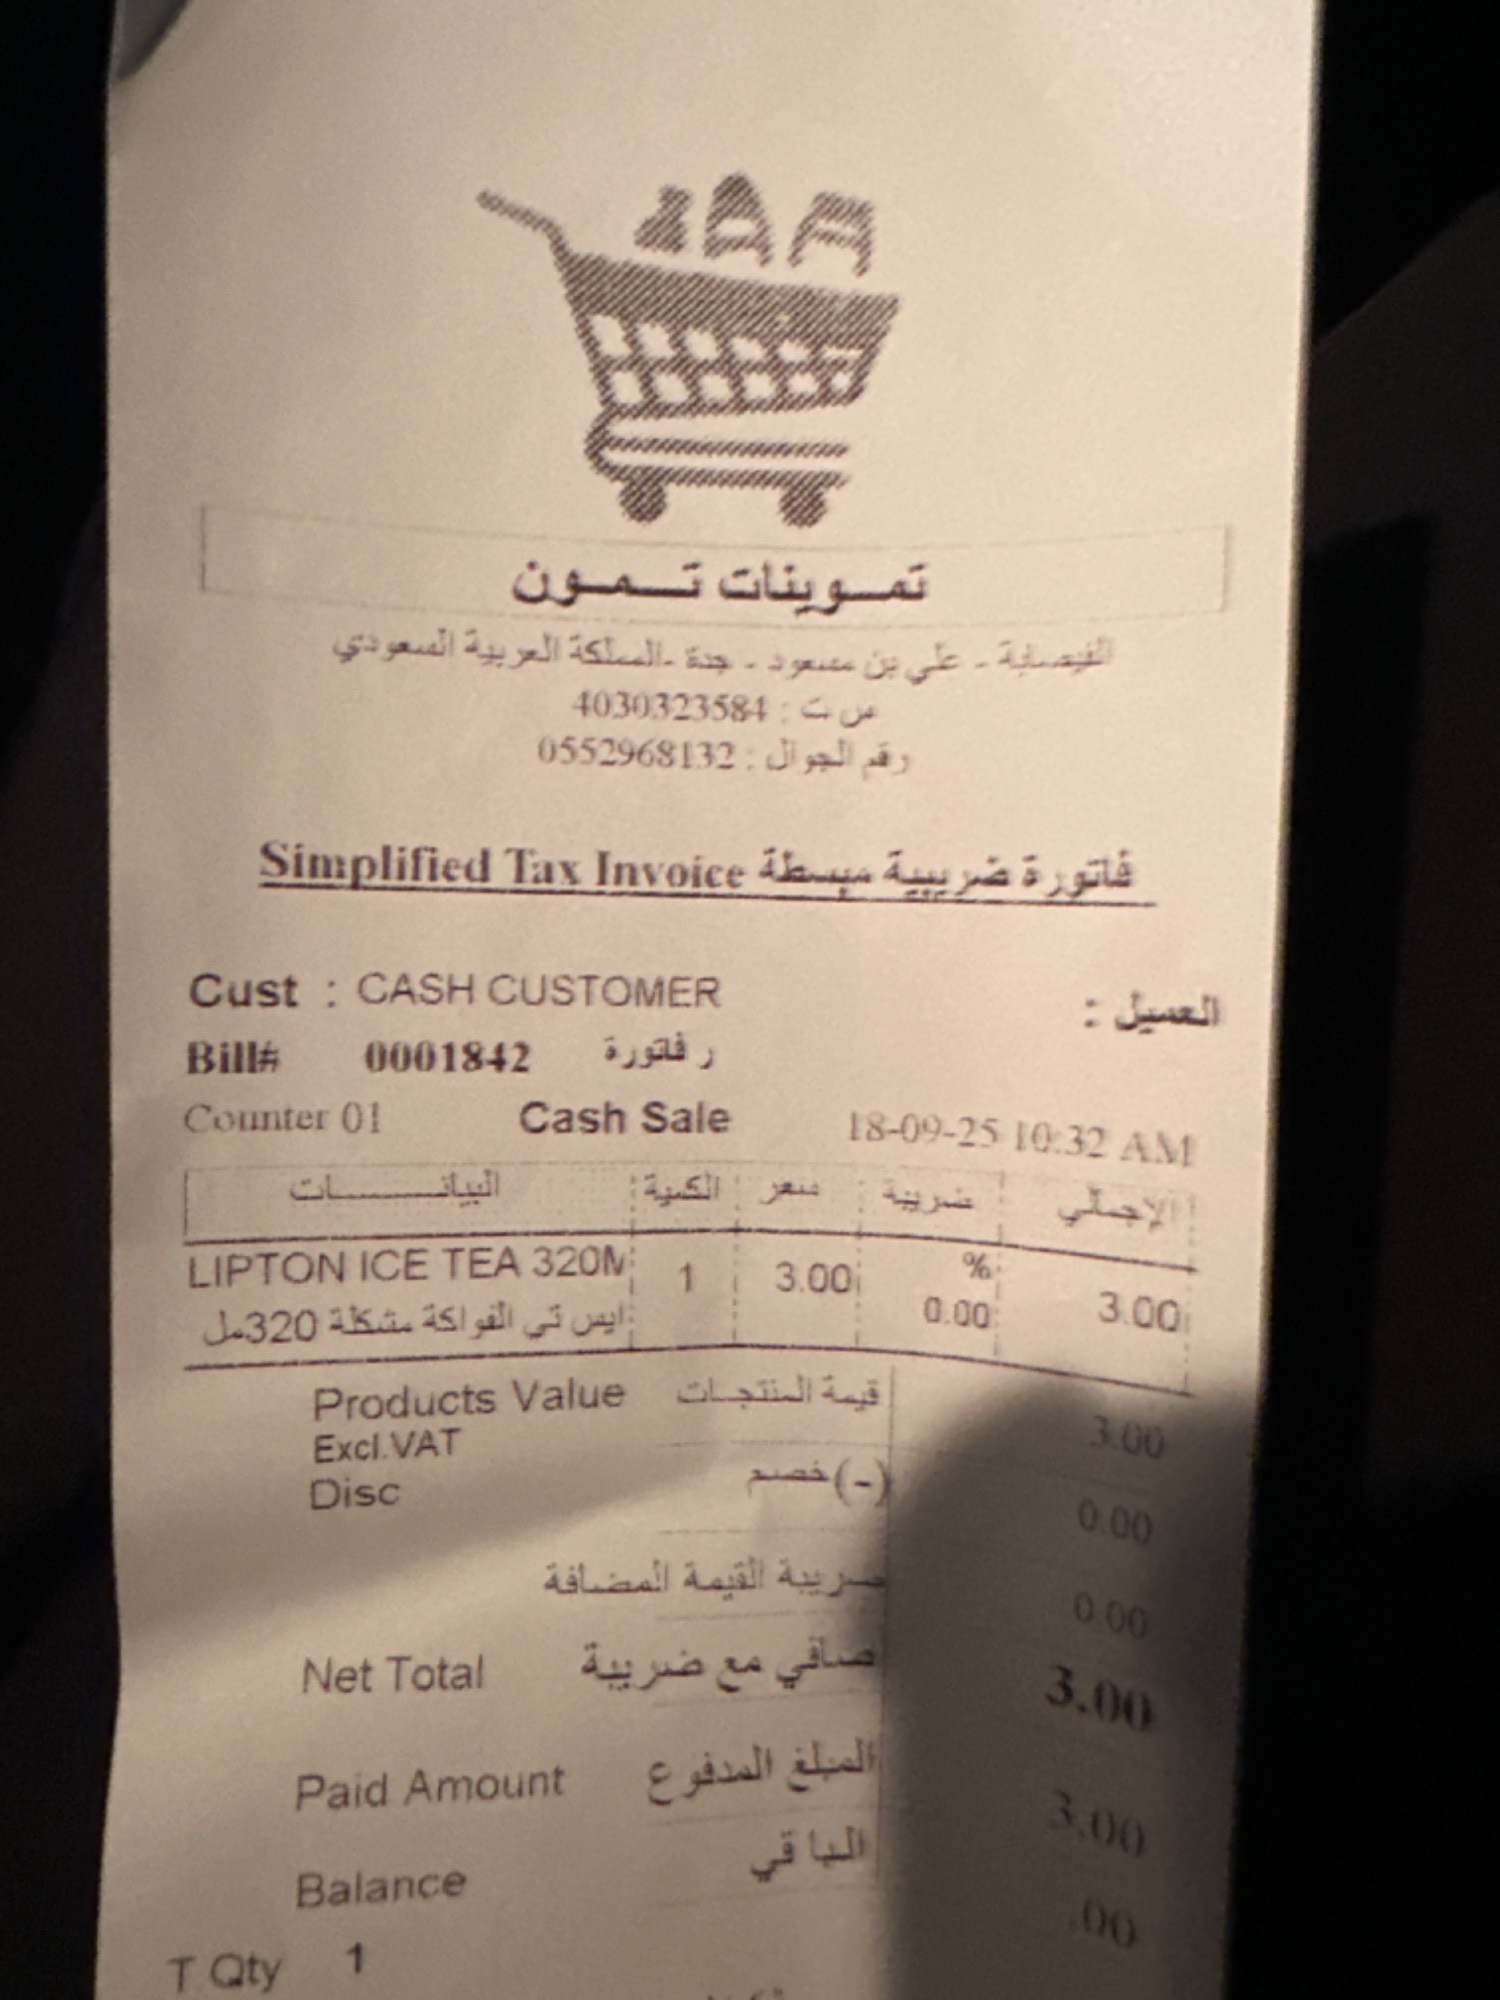 تمـــوينات تـــمـــون
الفيصلية - علي بن مسعود - جدة -المملكة العربية السعودي
س ت : 4030323584
رقم الجوال : 0552968132
Simplified Tax Invoice فاتورة ضريبية مبسطة
Cust : CASH CUSTOMER العميل :
Bill# 0001842 ر فاتورة
Counter 01 Cash Sale 18-09-25 10:32 AM
البيانـــــــات الكمية سعر ضريبة الإجمالي
LIPTON ICE TEA 320M 1 3.00 % 3.00
ايس تي الفواكة مشكلة 320مل 0.00
Products Value قيمة المنتجات 3.00
Excl.VAT
Disc خصم (-) 0.00
ضريبة القيمة المضافة 0.00
Net Total صافي مع ضريبة 3.00
Paid Amount المبلغ المدفوع 3.00
Balance البا قي .00
T Qty 1